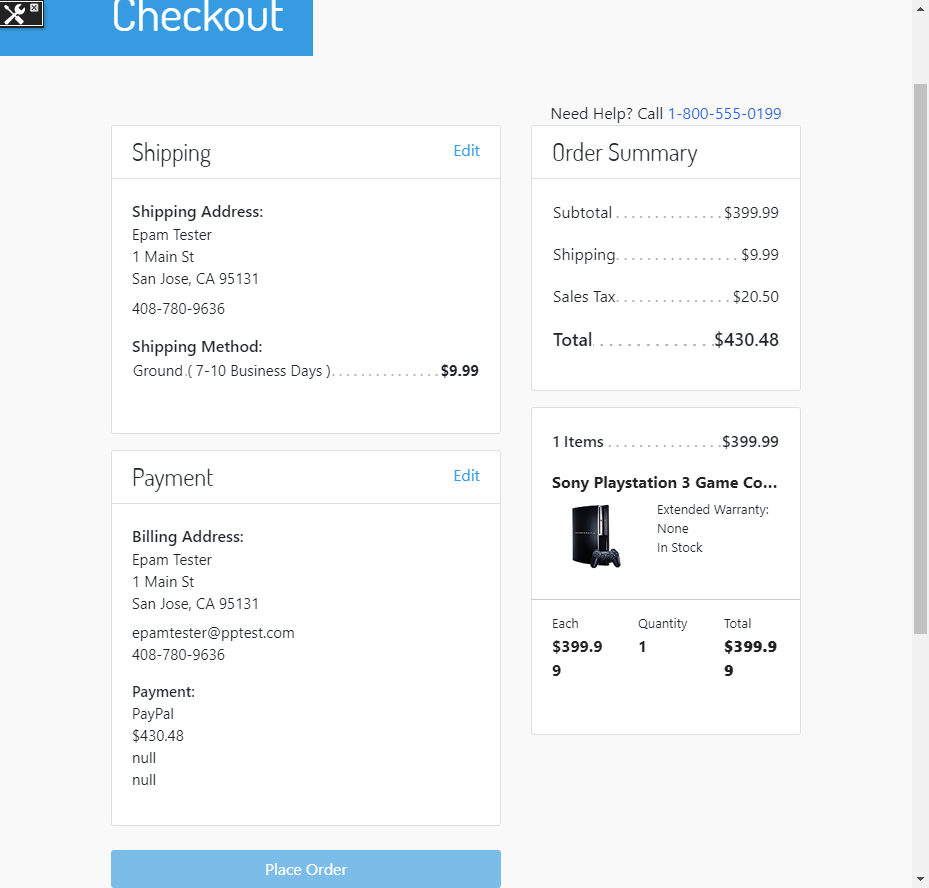 Checkout
Need Help? Call 1-800-555-0199
Shipping
Edit
Shipping Address:
Epam Tester
1 Main St
San Jose, CA 95131
408-780-9636
Shipping Method:
Ground ( 7-10 Business Days ) . . . . . . . . . . . . . . . $9.99
Payment
Edit
Billing Address:
Epam Tester
1 Main St
San Jose, CA 95131
epamtester@pptest.com
408-780-9636
Payment:
PayPal
$430.48
null
null
Place Order
Order Summary
Subtotal . . . . . . . . . . . . . . $399.99
Shipping. . . . . . . . . . . . . . . . $9.99
Sales Tax. . . . . . . . . . . . . . . $20.50
Total. . . . . . . . . . . . . $430.48
1 Items . . . . . . . . . . . . . . . $399.99
Sony Playstation 3 Game Co...
Extended Warranty:
None
In Stock
Each Quantity Total
$399.9 1 $399.9
9 9